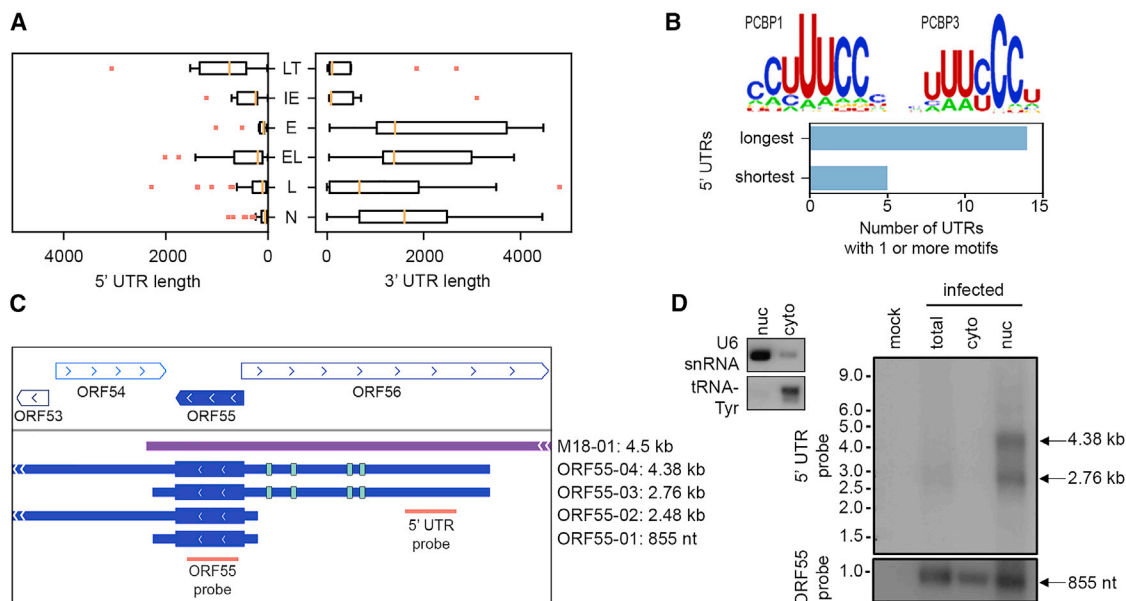 A
LT
IE
E
EL
L
N
4000 2000 0
0 2000 4000
5' UTR length
3' UTR length
B
PCBP1
PCBP3
5' UTRs
longest
shortest
0 5 10 15
Number of UTRs
with 1 or more motifs
C
ORF53
ORF54
ORF55
ORF56
M18-01: 4.5 kb
ORF55-04: 4.38 kb
ORF55-03: 2.76 kb
ORF55-02: 2.48 kb
ORF55-01: 855 nt
5' UTR
probe
ORF55
probe
D
nuc
cyto
U6
snRNA
tRNA-
Tyr
infected
mock
total
cyto
nuc
5' UTR
probe
9.0
6.0
5.0
4.0
3.0
2.5
2.0
1.5
4.38 kb
2.76 kb
ORF55
probe
1.0
855 nt